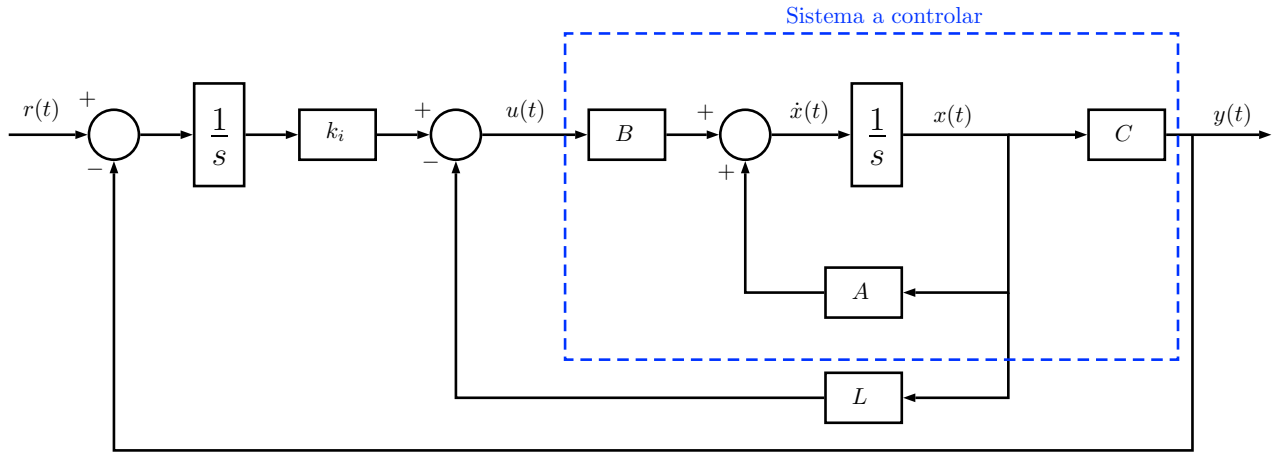 Sistema a controlar
r(t)
+
−
1
s
k_i
+
−
u(t)
B
+
+
ẋ(t)
1
s
x(t)
C
y(t)
A
L